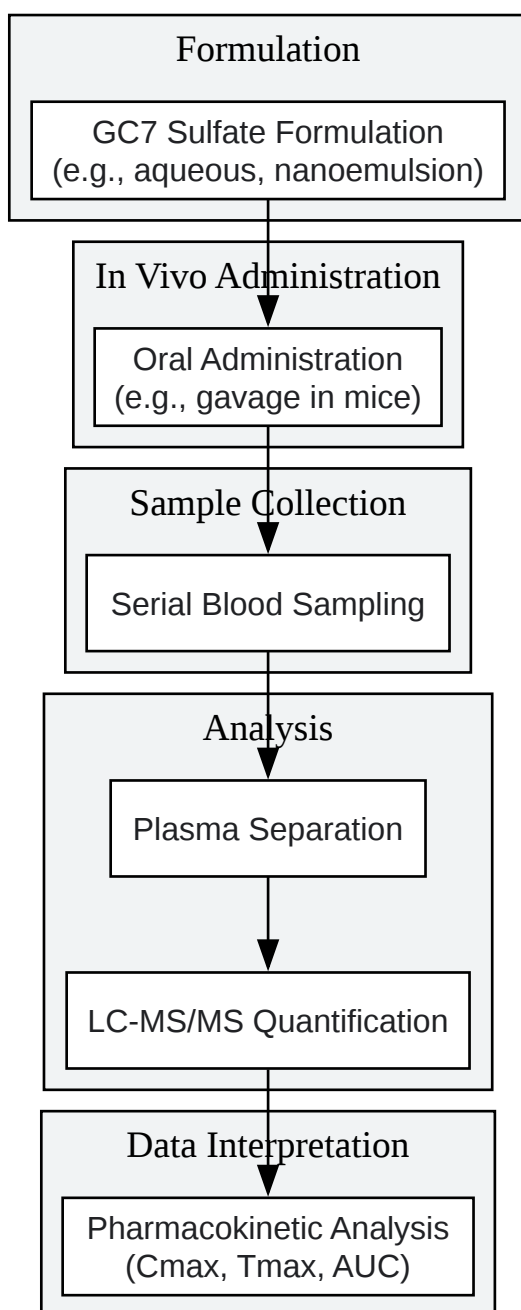 Formulation
GC7 Sulfate Formulation
(e.g., aqueous, nanoemulsion)
In Vivo Administration
Oral Administration
(e.g., gavage in mice)
Sample Collection
Serial Blood Sampling
Analysis
Plasma Separation
LC-MS/MS Quantification
Data Interpretation
Pharmacokinetic Analysis
(Cmax, Tmax, AUC)